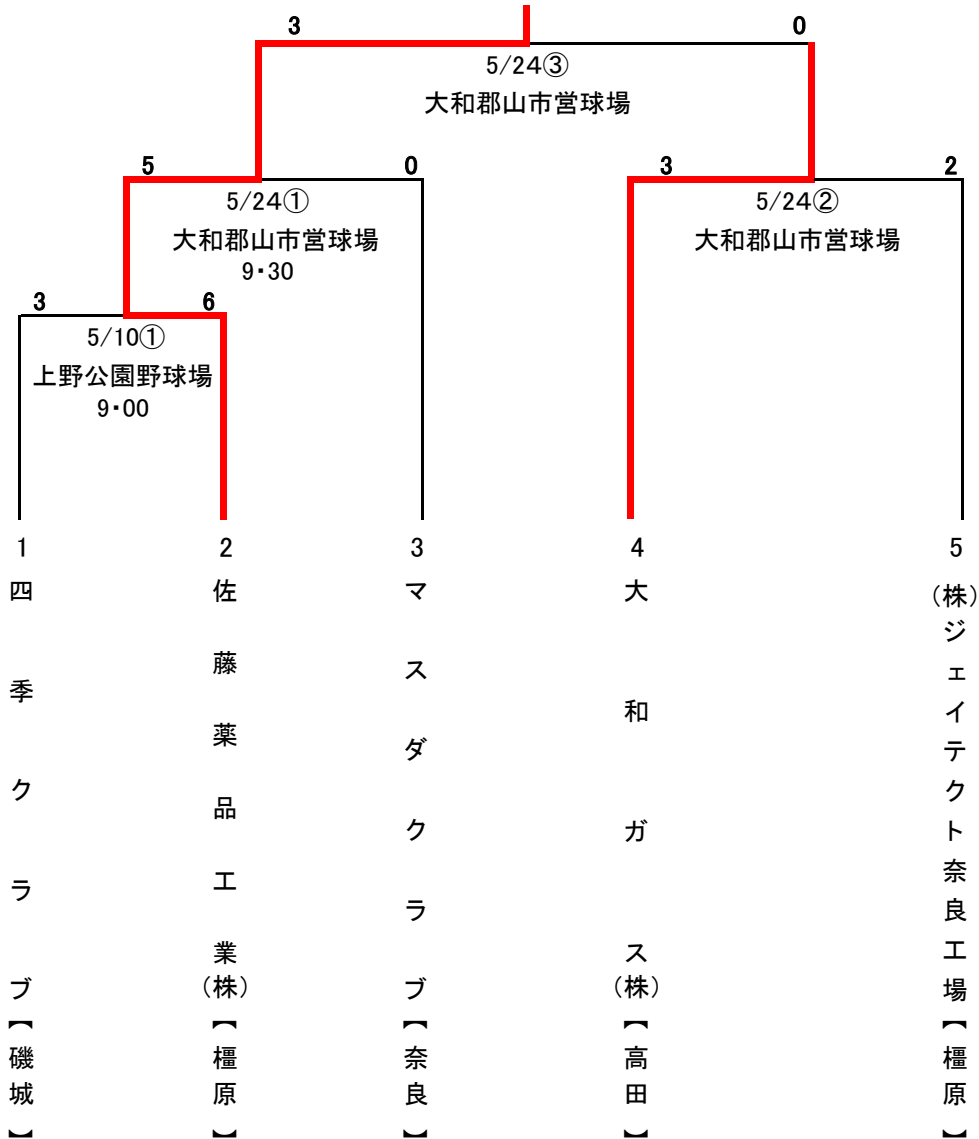 3
0
5/24③
大和郡山市営球場
5
0
3
2
5/24①
大和郡山市営球場
9・30
5/24②
大和郡山市営球場
3
6
5/10①
上野公園野球場
9・00
1
2
3
4
5
四季クラブ【磯城】
佐藤薬品工業(株)【橿原】
マスダクラブ【奈良】
大和ガス(株)【高田】
(株)ジェイテクト奈良工場【橿原】